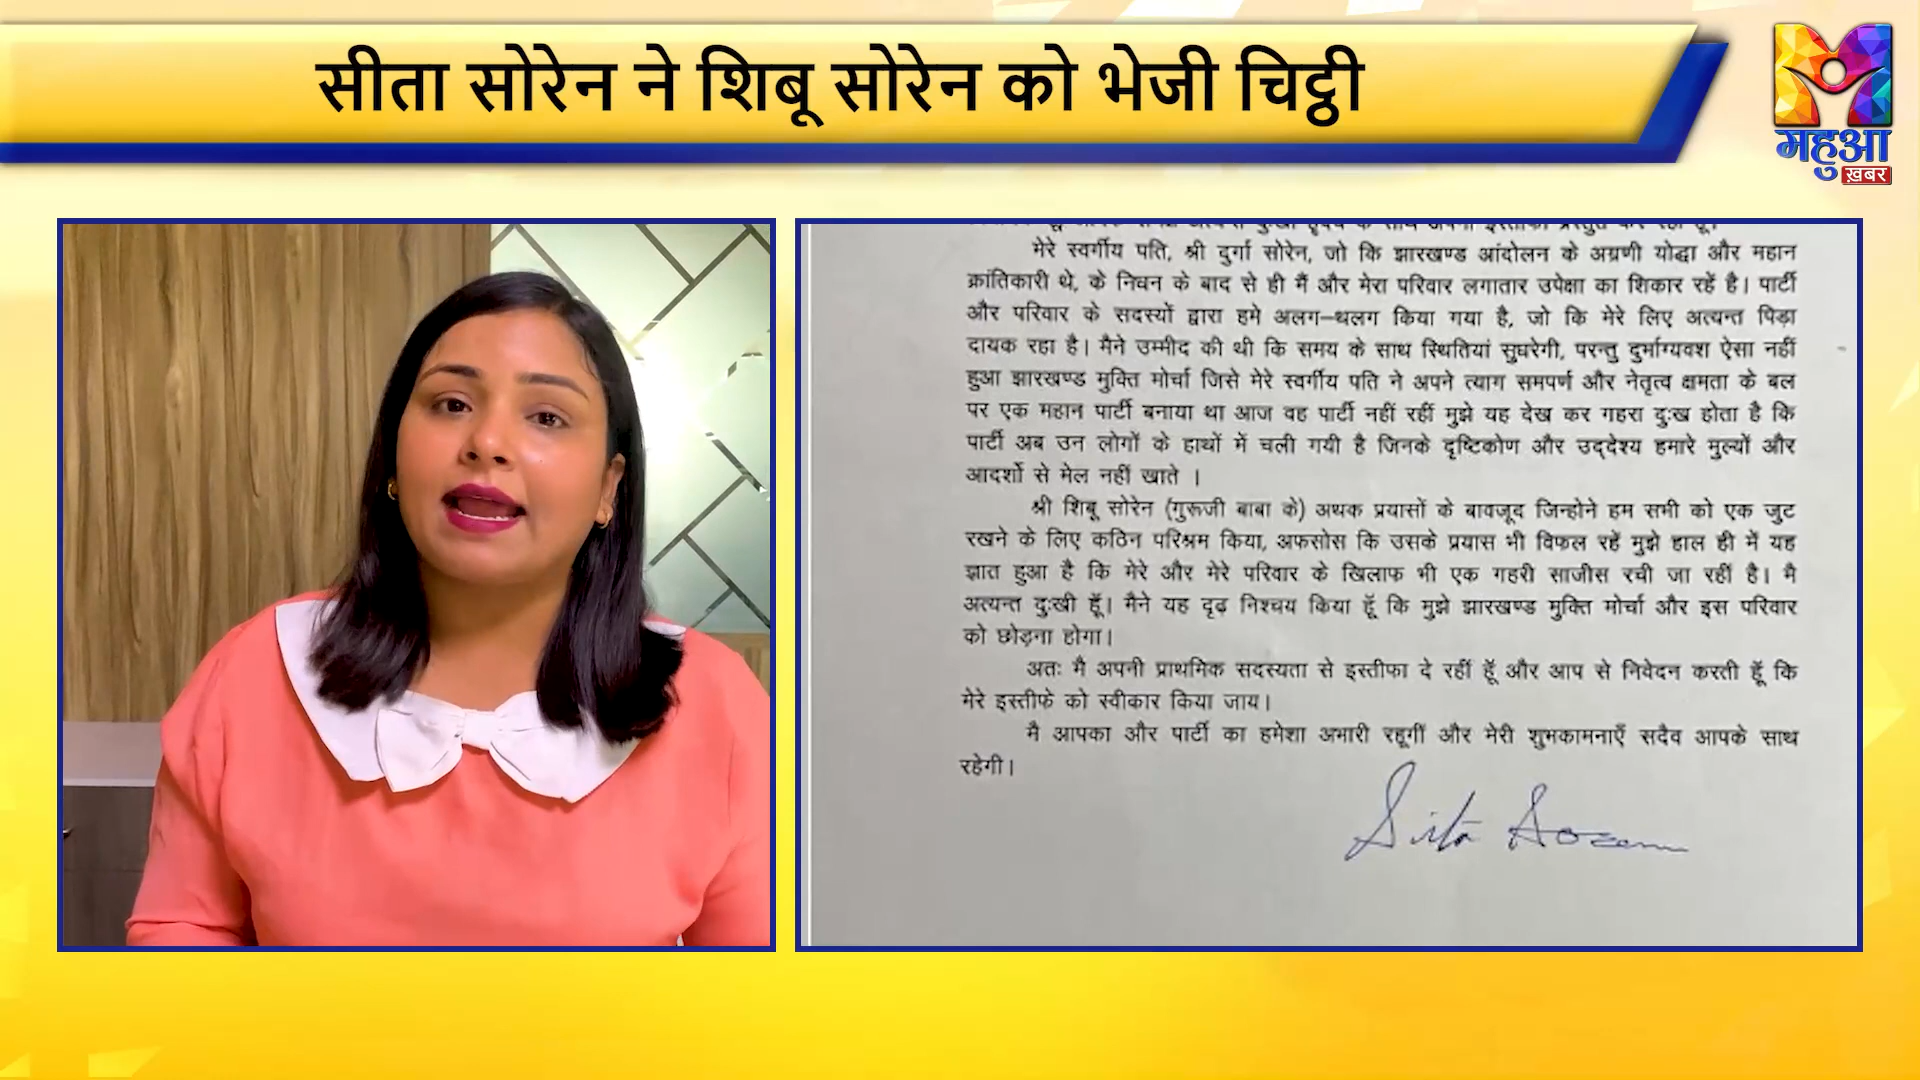 सीता सोरेन ने शिबू सोरेन को भेजी चिट्ठी
महुआ
ख़बर
मेरे स्वर्गीय पति, श्री दुर्गा सोरेन, जो कि झारखण्ड आंदोलन के अग्रणी योद्धा और महान
क्रांतिकारी थे, के निधन के बाद से ही मैं और मेरा परिवार लगातार उपेक्षा का शिकार रहें है। पार्टी
और परिवार के सदस्यों द्वारा हमे अलग–थलग किया गया है, जो कि मेरे लिए अत्यन्त पिड़ा
दायक रहा है। मैने उम्मीद की थी कि समय के साथ स्थितियां सुधरेगी, परन्तु दुर्भाग्यवश ऐसा नहीं
हुआ झारखण्ड मुक्ति मोर्चा जिसे मेरे स्वर्गीय पति ने अपने त्याग समपर्ण और नेतृत्व क्षमता के बल
पर एक महान पार्टी बनाया था आज वह पार्टी नहीं रहीं मुझे यह देख कर गहरा दुःख होता है कि
पार्टी अब उन लोगों के हाथों में चली गयी है जिनके दृष्टिकोण और उद्देश्य हमारे मुल्यों और
आदर्शो से मेल नहीं खाते ।
श्री शिबू सोरेन (गुरूजी बाबा के) अथक प्रयासों के बावजूद जिन्होने हम सभी को एक जुट
रखने के लिए कठिन परिश्रम किया, अफसोस कि उसके प्रयास भी विफल रहें मुझे हाल ही में यह
ज्ञात हुआ है कि मेरे और मेरे परिवार के खिलाफ भी एक गहरी साजीस रची जा रहीं है। मै
अत्यन्त दुःखी हूॅं। मैने यह दृढ़ निश्चय किया हूॅं कि मुझे झारखण्ड मुक्ति मोर्चा और इस परिवार
को छोड़ना होगा।
अतः मै अपनी प्राथमिक सदस्यता से इस्तीफा दे रहीं हूॅं और आप से निवेदन करती हूॅं कि
मेरे इस्तीफे को स्वीकार किया जाय।
मै आपका और पार्टी का हमेशा अभारी रहूगीं और मेरी शुभकामनाएँ सदैव आपके साथ
रहेगी।
Sita Soren